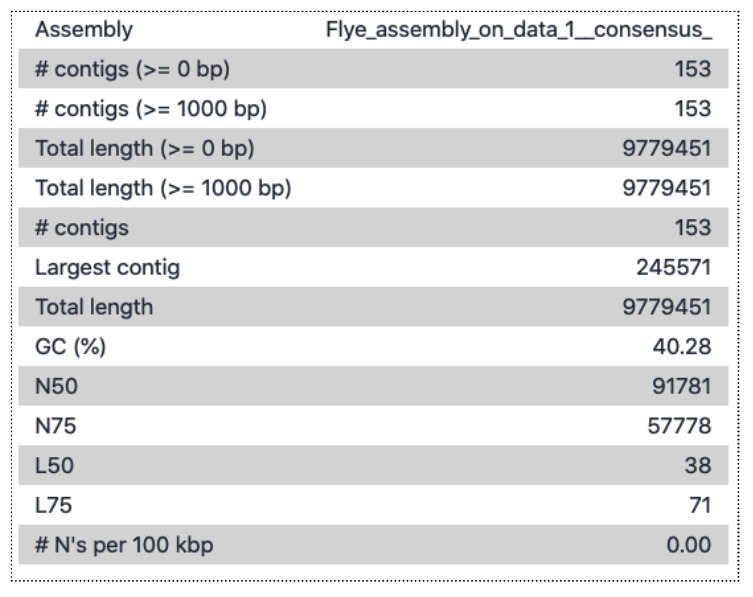 Assembly Flye_assembly_on_data_1__consensus_
# contigs (>= 0 bp) 153
# contigs (>= 1000 bp) 153
Total length (>= 0 bp) 9779451
Total length (>= 1000 bp) 9779451
# contigs 153
Largest contig 245571
Total length 9779451
GC (%) 40.28
N50 91781
N75 57778
L50 38
L75 71
# N's per 100 kbp 0.00